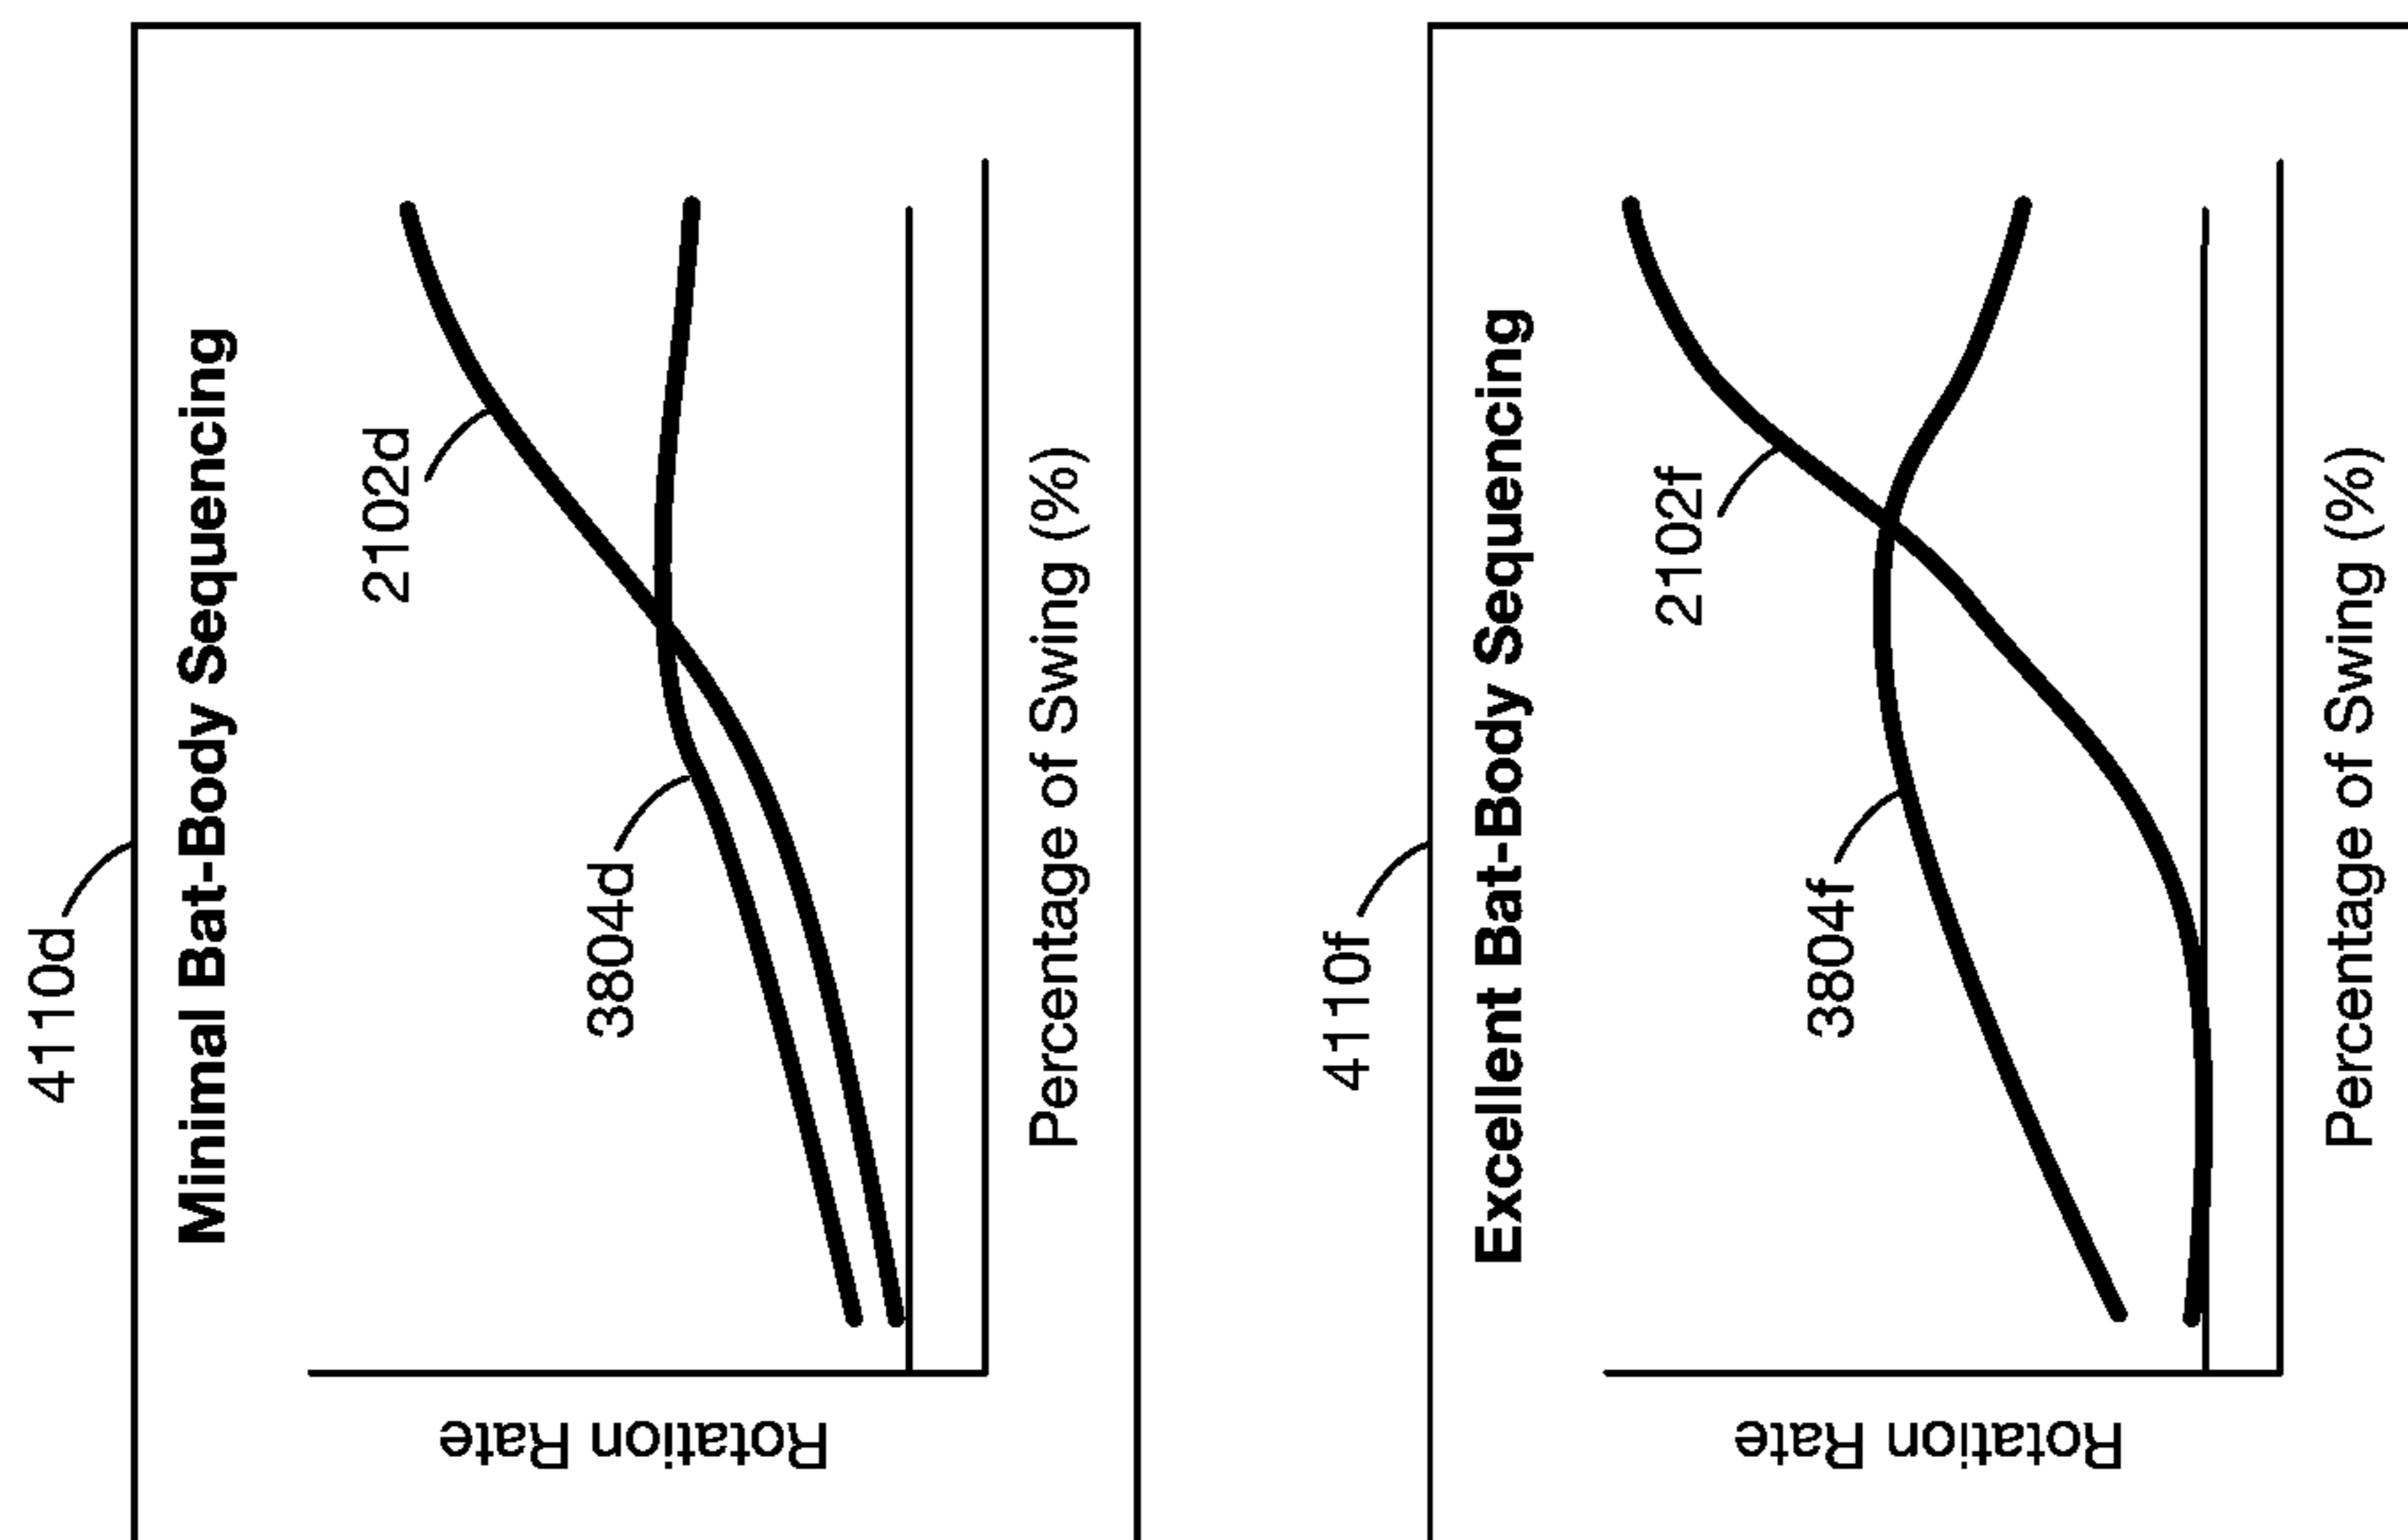 4110d
Minimal Bat-Body Sequencing
2102d
3804d
Rotation Rate
Percentage of Swing (%)
4110f
Excellent Bat-Body Sequencing
2102f
3804f
Rotation Rate
Percentage of Swing (%)